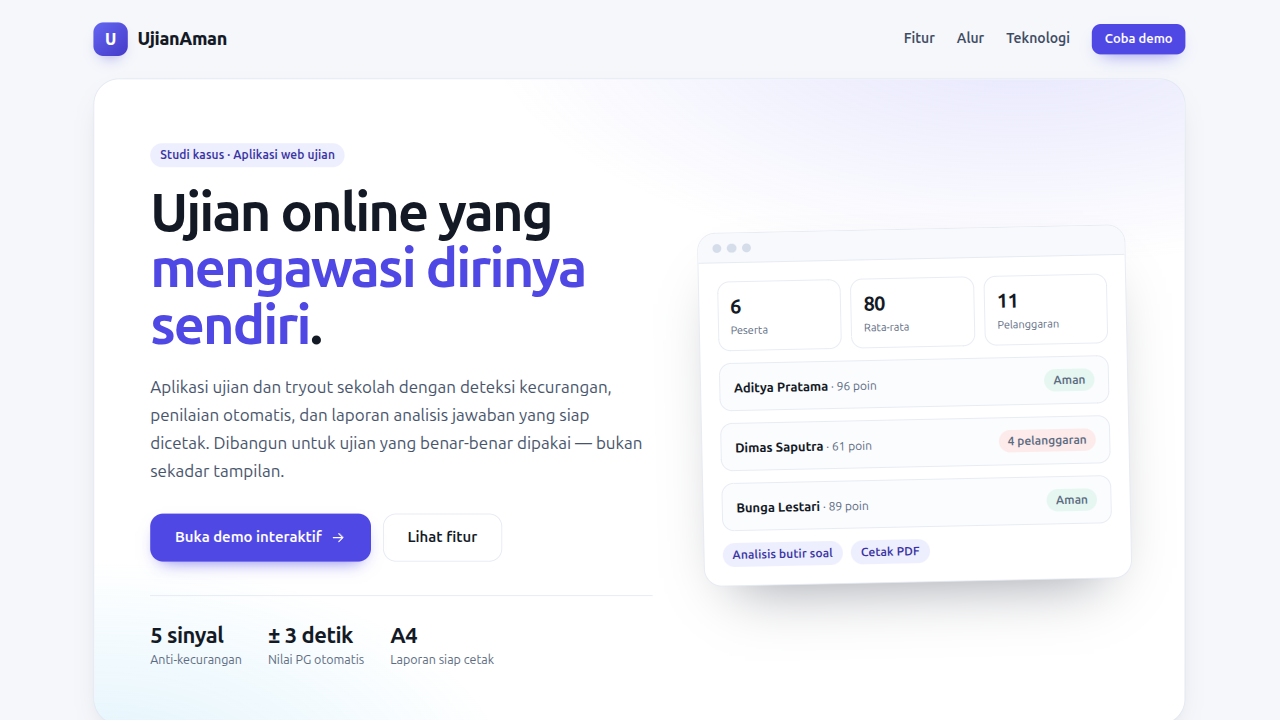 U UjianAman
Fitur Alur Teknologi Coba demo
Studi kasus · Aplikasi web ujian
Ujian online yang
mengawasi dirinya
sendiri.
Aplikasi ujian dan tryout sekolah dengan deteksi kecurangan,
penilaian otomatis, dan laporan analisis jawaban yang siap
dicetak. Dibangun untuk ujian yang benar-benar dipakai — bukan
sekadar tampilan.
Buka demo interaktif →
Lihat fitur
5 sinyal
Anti-kecurangan
± 3 detik
Nilai PG otomatis
A4
Laporan siap cetak
6
Peserta
80
Rata-rata
11
Pelanggaran
Aditya Pratama · 96 poin Aman
Dimas Saputra · 61 poin 4 pelanggaran
Bunga Lestari · 89 poin Aman
Analisis butir soal Cetak PDF